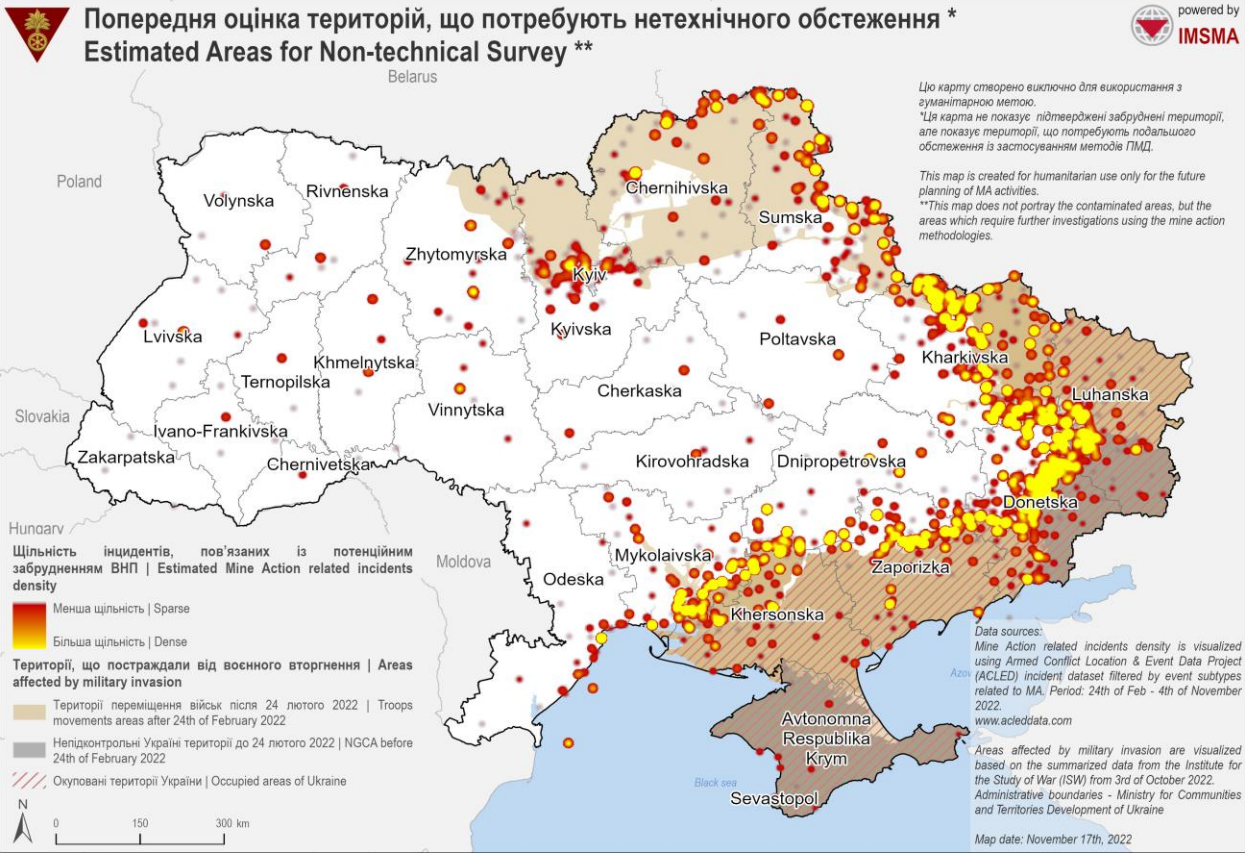 Попередня оцінка територій, що потребують нетехнічного обстеження *
Estimated Areas for Non-technical Survey **
powered by
IMSMA
Цю карту створено виключно для використання з
гуманітарною метою.
*Ця карта не показує підтверджені забруднені території,
але показує території, що потребують подальшого
обстеження із застосуванням методів ПМД.
This map is created for humanitarian use only for the future
planning of MA activities.
**This map does not portray the contaminated areas, but the
areas which require further investigations using the mine action
methodologies.
Belarus
Poland
Slovakia
Hungary
Moldova
Volynska
Rivnenska
Zhytomyrska
Chernihivska
Sumska
Kyiv
Kyivska
Lvivska
Ternopilska
Khmelnytska
Vinnytska
Cherkaska
Poltavska
Kharkivska
Luhanska
Ivano-Frankivska
Zakarpatska
Chernivetska
Kirovohradska
Dnipropetrovska
Donetska
Mykolaivska
Odeska
Zaporizka
Khersonska
Avtonomna
Respublika
Krym
Sevastopol
Black sea
Azov
Щільність інцидентів, пов'язаних із потенційним
забрудненням ВНП | Estimated Mine Action related incidents
density
Менша щільність | Sparse
Більша щільність | Dense
Території, що постраждали від воєнного вторгнення | Areas
affected by military invasion
Території переміщення військ після 24 лютого 2022 | Troops
movements areas after 24th of February 2022
Непідконтрольні Україні території до 24 лютого 2022 | NGCA before
24th of February 2022
Окуповані території України | Occupied areas of Ukraine
N
0 150 300 km
Data sources:
Mine Action related incidents density is visualized
using Armed Conflict Location & Event Data Project
(ACLED) incident dataset filtered by event subtypes
related to MA. Period: 24th of Feb - 4th of November
2022.
www.acleddata.com
Areas affected by military invasion are visualized
based on the summarized data from the Institute for
the Study of War (ISW) from 3rd of October 2022.
Administrative boundaries - Ministry for Communities
and Territories Development of Ukraine
Map date: November 17th, 2022